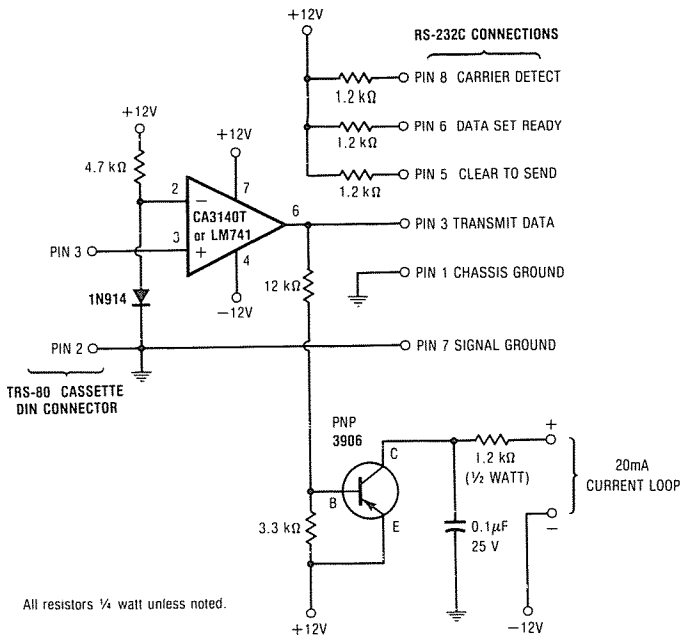 +12V
RS-232C CONNECTIONS
PIN 8 CARRIER DETECT
1.2 kΩ
+12V
+12V
PIN 6 DATA SET READY
1.2 kΩ
4.7 kΩ
2
7
PIN 5 CLEAR TO SEND
1.2 kΩ
−
CA3140T
or LM741
6
PIN 3 TRANSMIT DATA
PIN 3
3
+
4
12 kΩ
PIN 1 CHASSIS GROUND
1N914
−12V
PIN 2
PIN 7 SIGNAL GROUND
TRS-80 CASSETTE
DIN CONNECTOR
PNP
3906
C
+
1.2 kΩ
(½ WATT)
20mA
CURRENT LOOP
B
3.3 kΩ
E
0.1μF
25 V
−
All resistors ¼ watt unless noted.
+12V
−12V